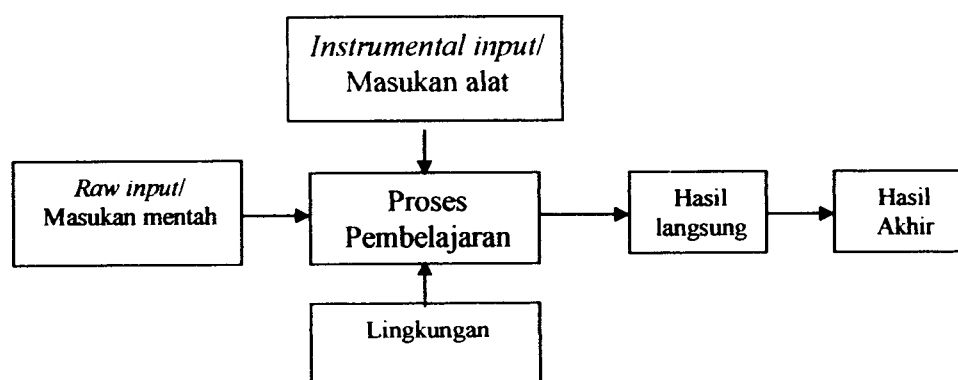 Instrumental input/
Masukan alat
Raw input/
Masukan mentah
Proses
Pembelajaran
Hasil
langsung
Hasil
Akhir
Lingkungan